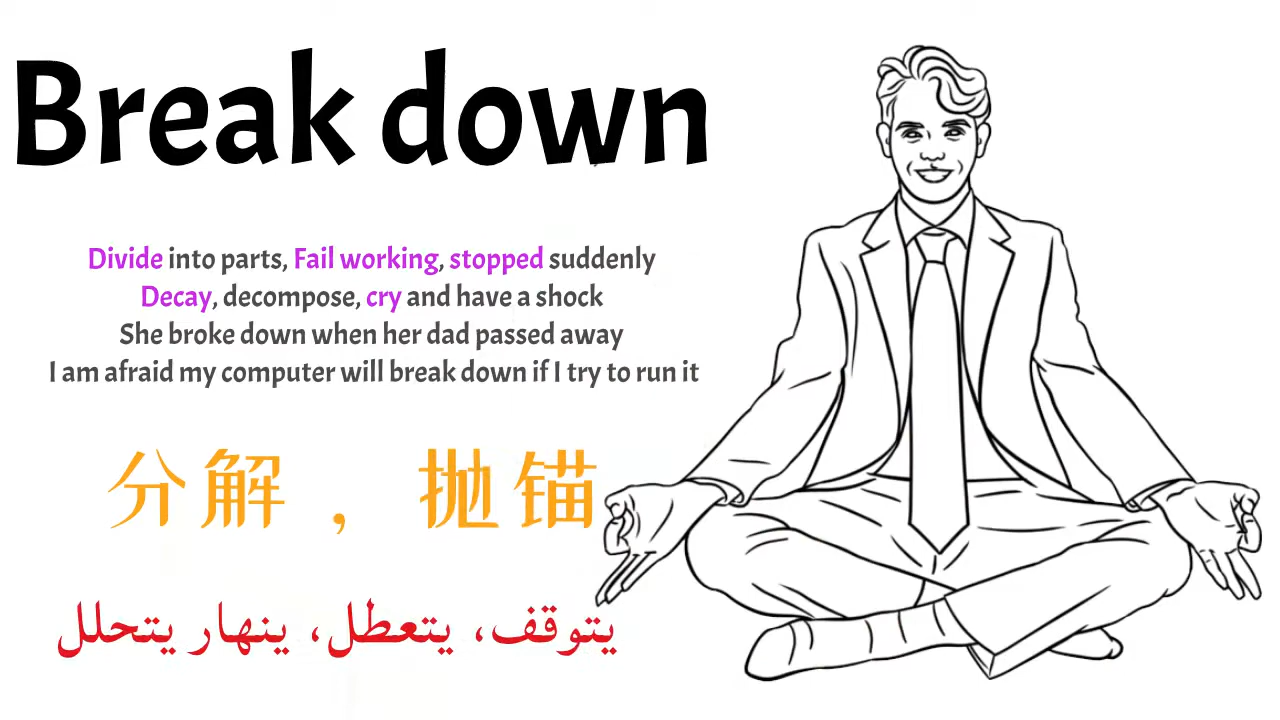 Break down
Divide into parts, Fail working, stopped suddenly
Decay, decompose, cry and have a shock
She broke down when her dad passed away
I am afraid my computer will break down if I try to run it
分解，抛锚
يتوقف، يتعطل، ينهار يتحلل